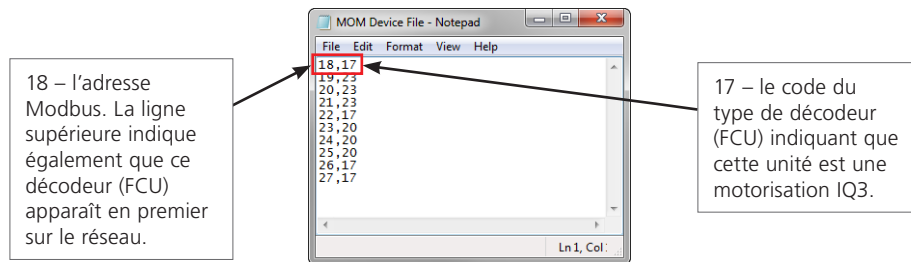 18 – l'adresse
Modbus. La ligne
supérieure indique
également que ce
décodeur (FCU)
apparaît en premier
sur le réseau.
MOM Device File - Notepad
File Edit Format View Help
18,17
19,23
20,23
21,23
22,17
23,20
24,20
25,20
26,17
27,17
Ln 1, Col
17 – le code du
type de décodeur
(FCU) indiquant que
cette unité est une
motorisation IQ3.